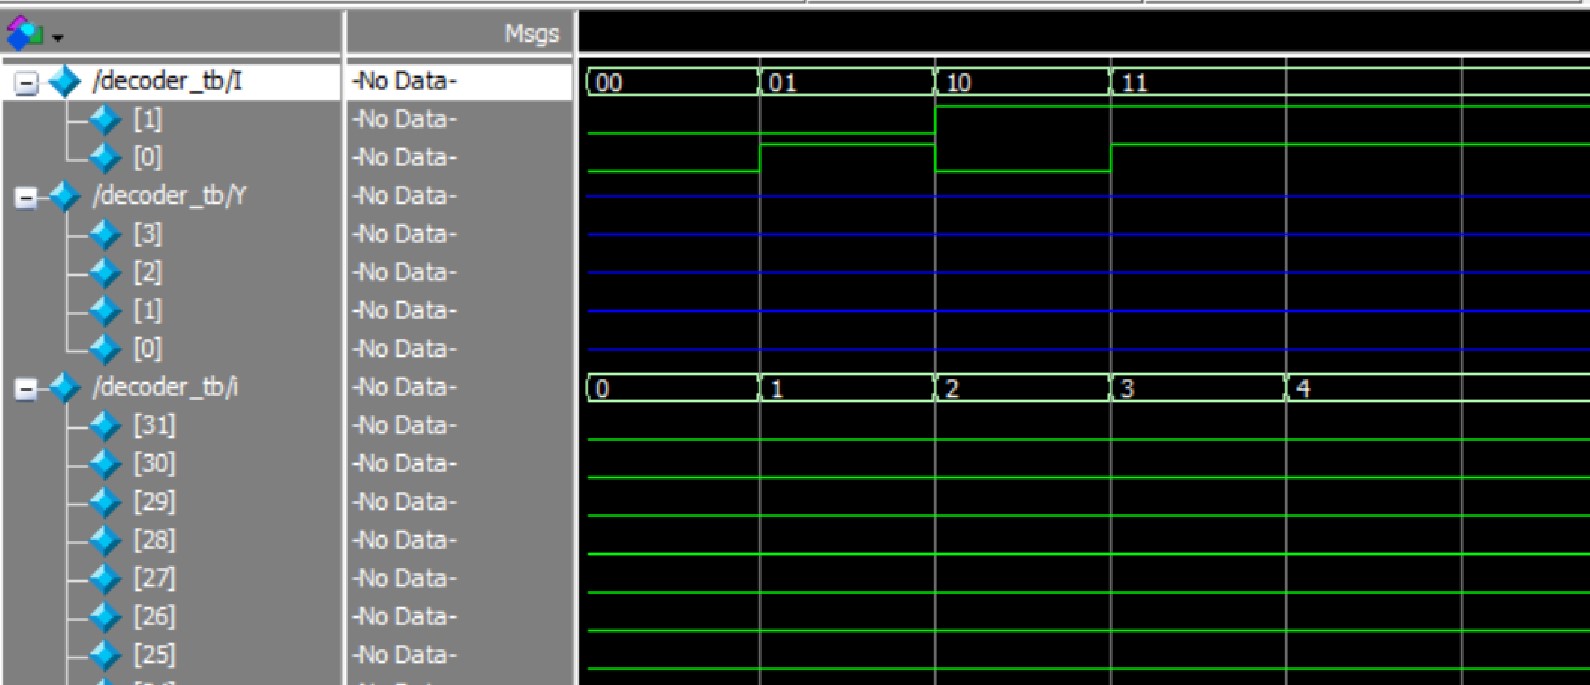 Msgs
/decoder_tb/I -No Data- 00 01 10 11
[1] -No Data-
[0] -No Data-
/decoder_tb/Y -No Data-
[3] -No Data-
[2] -No Data-
[1] -No Data-
[0] -No Data-
/decoder_tb/i -No Data- 0 1 2 3 4
[31] -No Data-
[30] -No Data-
[29] -No Data-
[28] -No Data-
[27] -No Data-
[26] -No Data-
[25] -No Data-